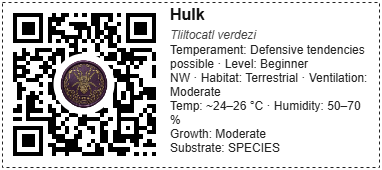 Hulk
Tliltocatl verdezi
Temperament: Defensive tendencies
possible · Level: Beginner
NW · Habitat: Terrestrial · Ventilation:
Moderate
Temp: ~24–26 °C · Humidity: 50–70
%
Growth: Moderate
Substrate: SPECIES